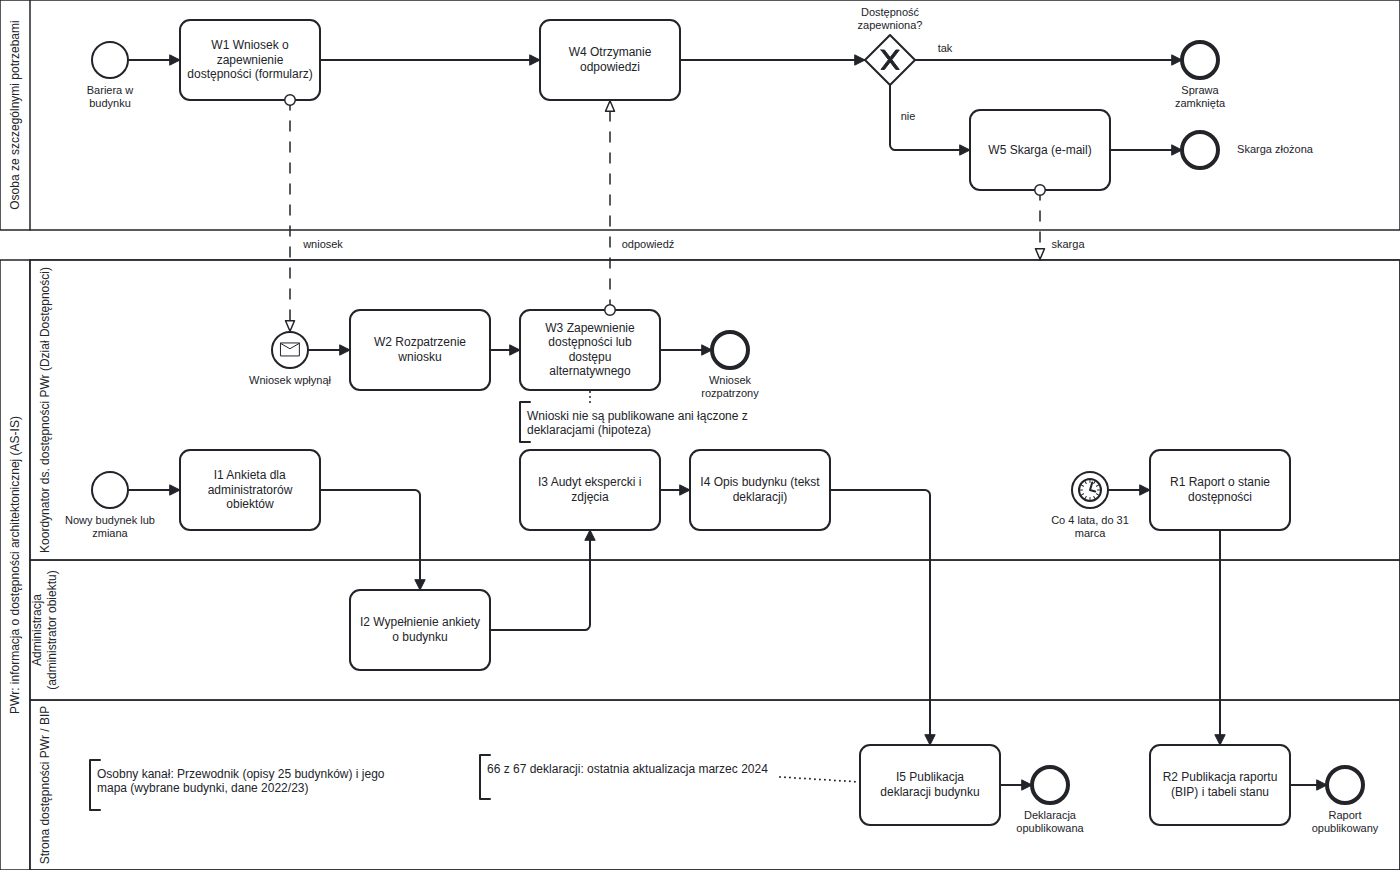 Osoba ze szczególnymi potrzebami
Bariera w
budynku
W1 Wniosek o
zapewnienie
dostępności (formularz)
W4 Otrzymanie
odpowiedzi
Dostępność
zapewniona?
tak
nie
Sprawa
zamknięta
W5 Skarga (e-mail)
Skarga złożona
wniosek
odpowiedź
skarga
PWr: informacja o dostępności architektonicznej (AS-IS)
Koordynator ds. dostępności PWr (Dział Dostępności)
Wniosek wpłynął
W2 Rozpatrzenie
wniosku
W3 Zapewnienie
dostępności lub
dostępu
alternatywnego
Wniosek
rozpatrzony
Wnioski nie są publikowane ani łączone z
deklaracjami (hipoteza)
Nowy budynek lub
zmiana
I1 Ankieta dla
administratorów
obiektów
I3 Audyt ekspercki i
zdjęcia
I4 Opis budynku (tekst
deklaracji)
Co 4 lata, do 31
marca
R1 Raport o stanie
dostępności
Administracja
(administrator obiektu)
I2 Wypełnienie ankiety
o budynku
Strona dostępności PWr / BIP
Osobny kanał: Przewodnik (opisy 25 budynków) i jego
mapa (wybrane budynki, dane 2022/23)
66 z 67 deklaracji: ostatnia aktualizacja marzec 2024
I5 Publikacja
deklaracji budynku
Deklaracja
opublikowana
R2 Publikacja raportu
(BIP) i tabeli stanu
Raport
opublikowany